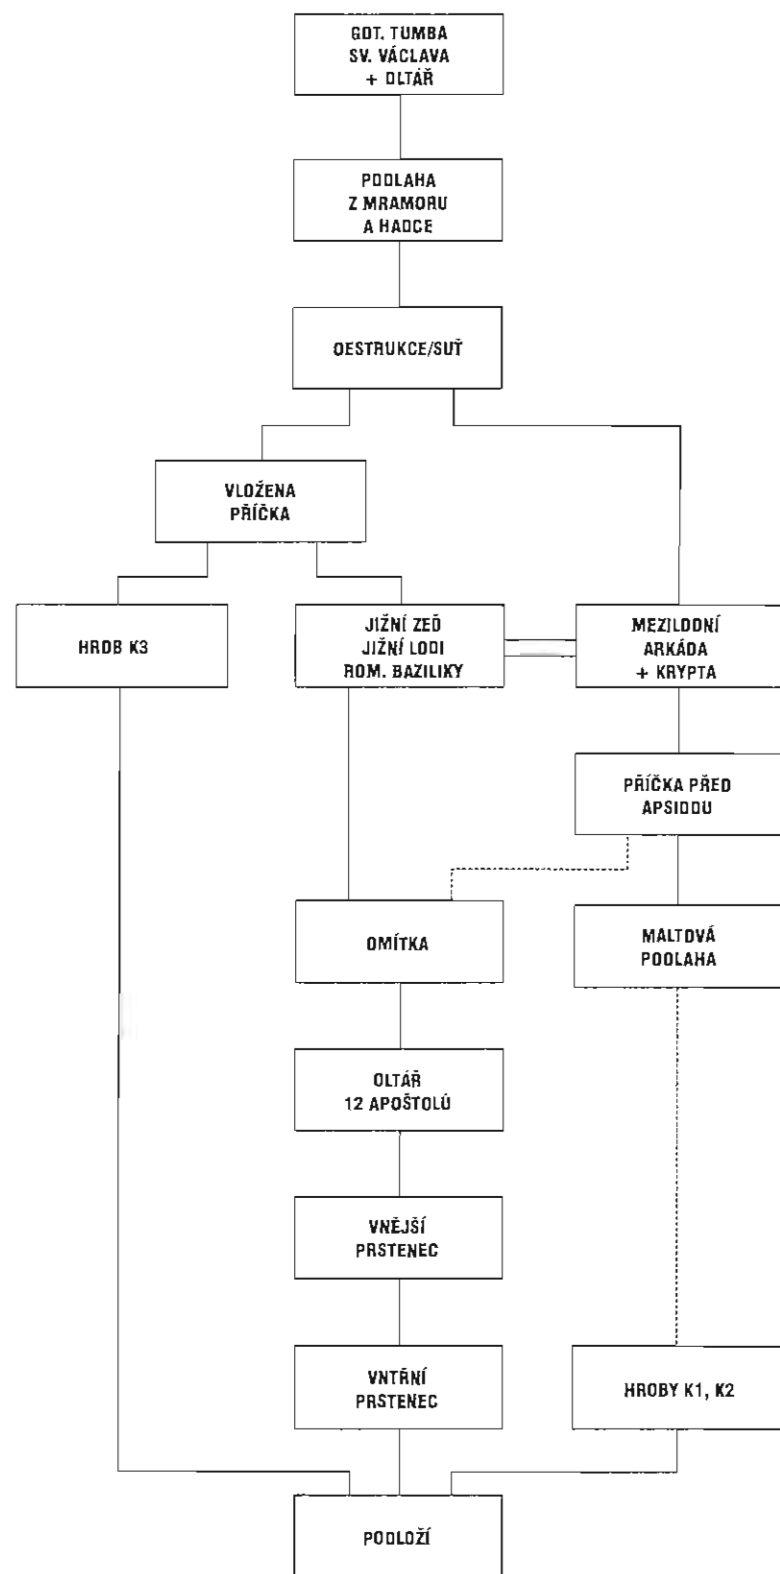 GOT. TUMBA
SV. VÁCLAVA
+ OLTÁŘ
PODLAHA
Z MRAMORU
A HADCE
DESTRUKCE/SUŤ
VLOŽENA
PŘÍČKA
HROB K3
JIŽNÍ ZEĎ
JIŽNÍ LODI
ROM. BAZILIKY
MEZILODNÍ
ARKÁDA
+ KRYPTA
PŘÍČKA PŘED
APSIDOU
OMÍTKA
MALTOVÁ
PODLAHA
OLTÁŘ
12 APOŠTOLŮ
VNĚJŠÍ
PRSTENEC
VNTŘNÍ
PRSTENEC
HROBY K1, K2
PODLOŽÍ